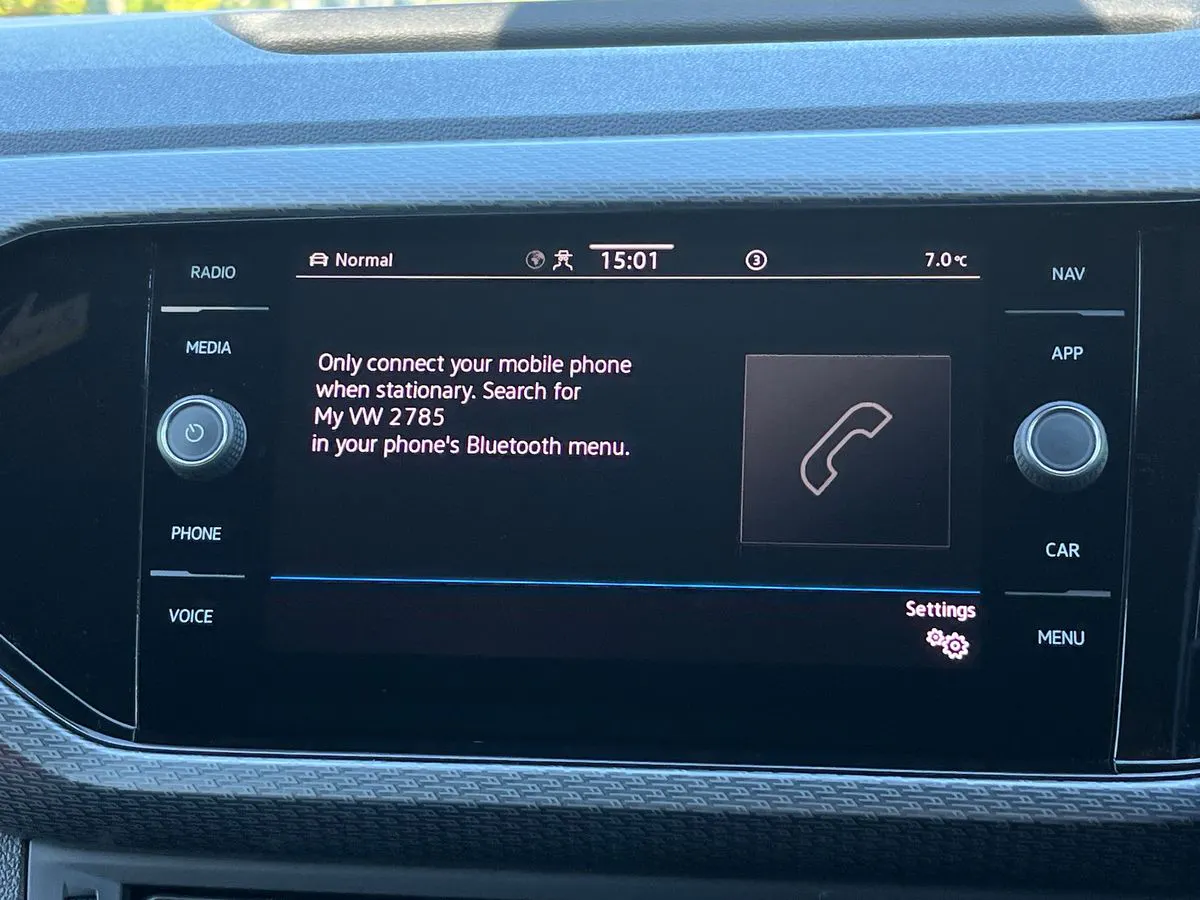 RADIO
MEDIA
PHONE
VOICE
Normal
15:01
3
7.0°C
Only connect your mobile phone
when stationary. Search for
My VW 2785
in your phone's Bluetooth menu.
Settings
NAV
APP
CAR
MENU